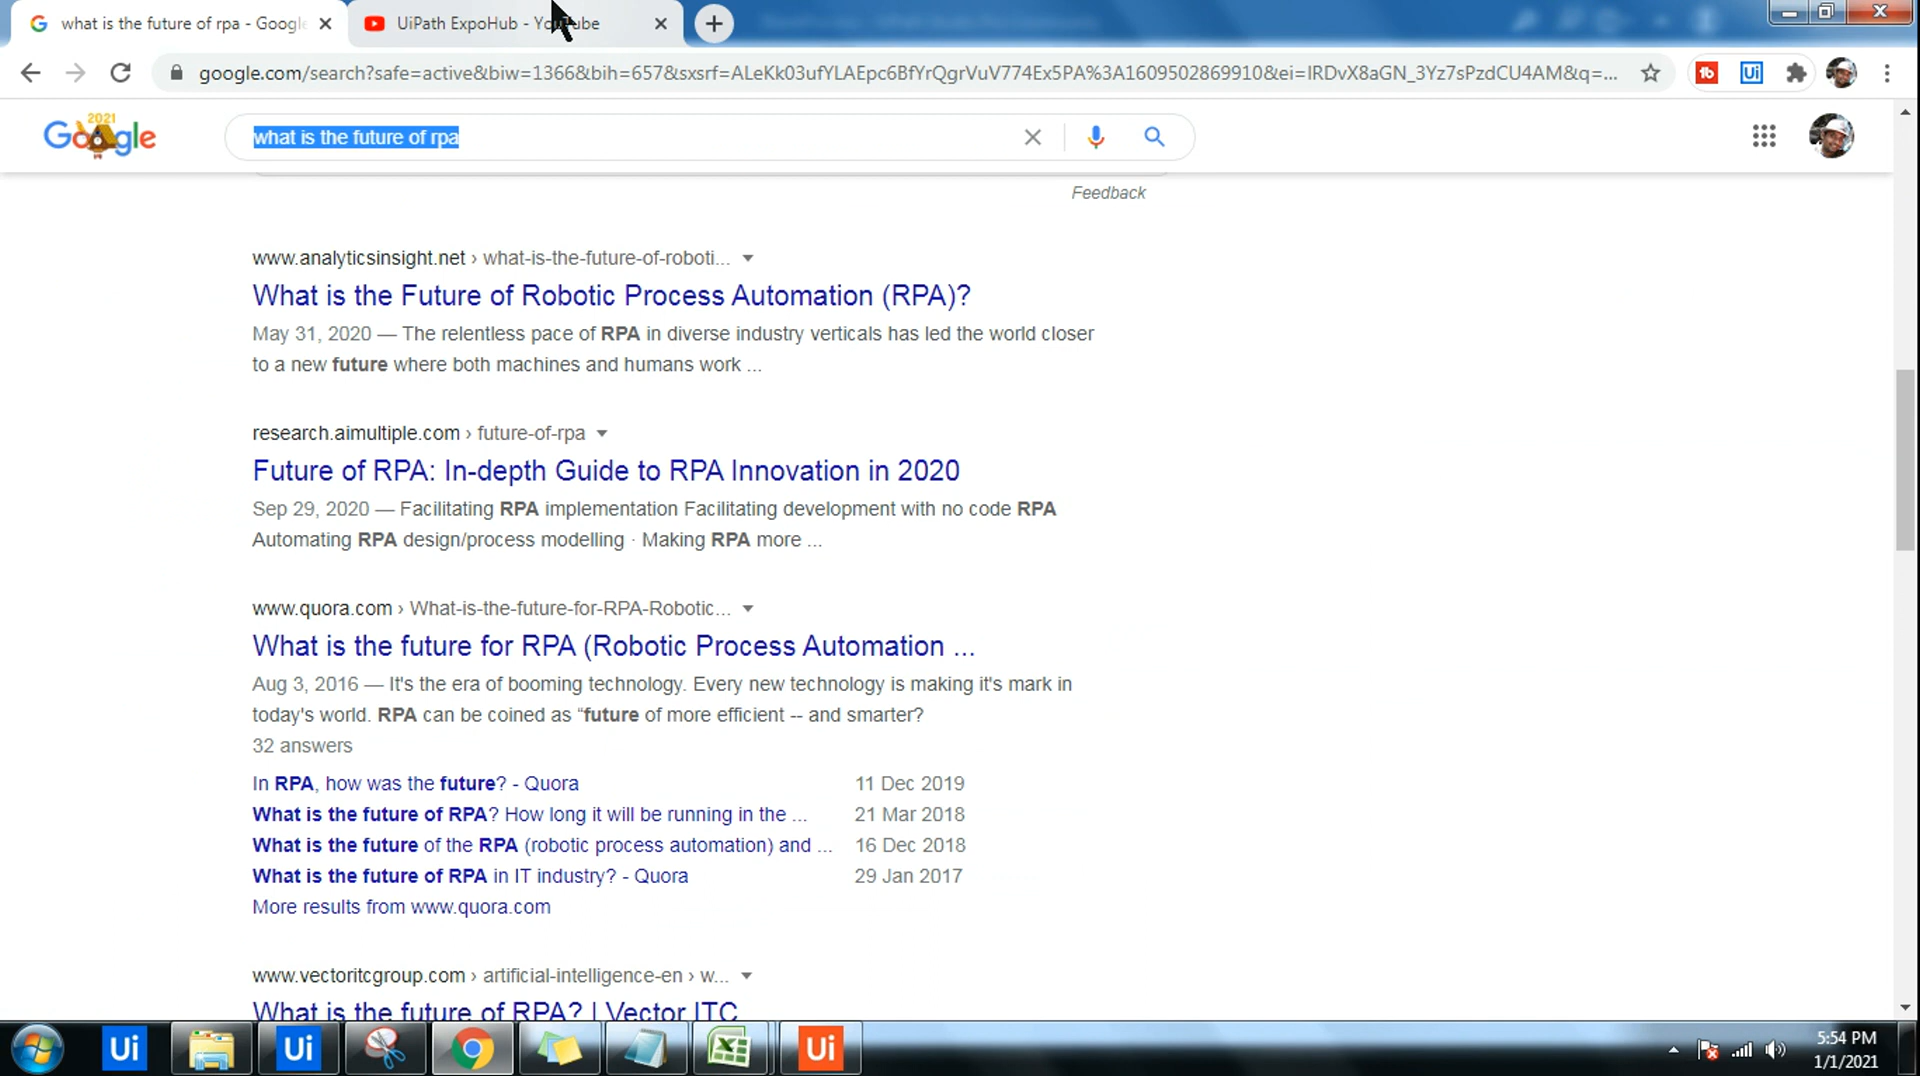 what is the future of rpa - Google
UiPath ExpoHub - YouTube
google.com/search?safe=active&biw=1366&bih=657&sxsrf=ALeKk03ufYLAEpc6BfYrQgrVuV774Ex5PA%3A1609502869910&ei=IRDvX8aGN_3Yz7sPzdCU4AM&q=...
2021
Google
what is the future of rpa
Feedback
www.analyticsinsight.net › what-is-the-future-of-roboti...
What is the Future of Robotic Process Automation (RPA)?
May 31, 2020 — The relentless pace of RPA in diverse industry verticals has led the world closer
to a new future where both machines and humans work ...
research.aimultiple.com › future-of-rpa
Future of RPA: In-depth Guide to RPA Innovation in 2020
Sep 29, 2020 — Facilitating RPA implementation Facilitating development with no code RPA
Automating RPA design/process modelling · Making RPA more ...
www.quora.com › What-is-the-future-for-RPA-Robotic...
What is the future for RPA (Robotic Process Automation ...
Aug 3, 2016 — It's the era of booming technology. Every new technology is making it's mark in
today's world. RPA can be coined as “future of more efficient -- and smarter?
32 answers
In RPA, how was the future? - Quora 11 Dec 2019
What is the future of RPA? How long it will be running in the ... 21 Mar 2018
What is the future of the RPA (robotic process automation) and ... 16 Dec 2018
What is the future of RPA in IT industry? - Quora 29 Jan 2017
More results from www.quora.com
www.vectoritcgroup.com › artificial-intelligence-en › w...
What is the future of RPA? | Vector ITC
Ui
Ui
Ui
Ui
5:54 PM
1/1/2021